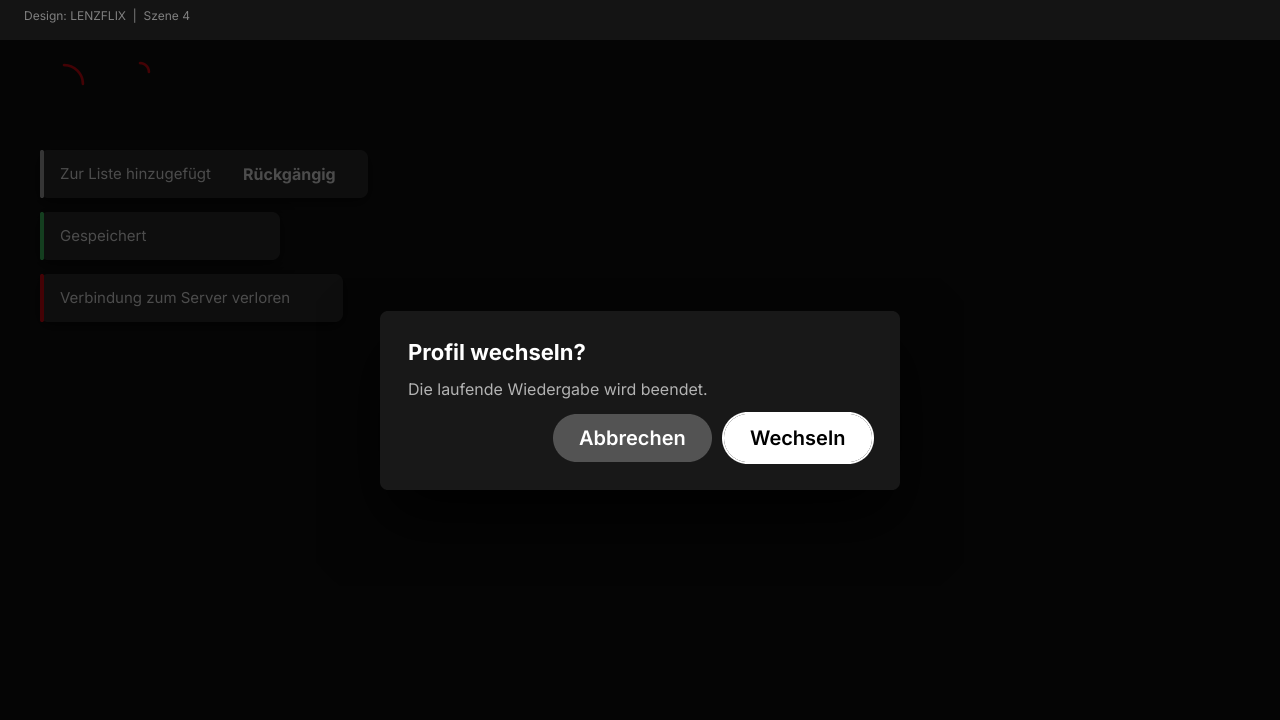 Design: LENZFLIX | Szene 4
Zur Liste hinzugefügt Rückgängig
Gespeichert
Verbindung zum Server verloren
Profil wechseln?
Die laufende Wiedergabe wird beendet.
Abbrechen Wechseln